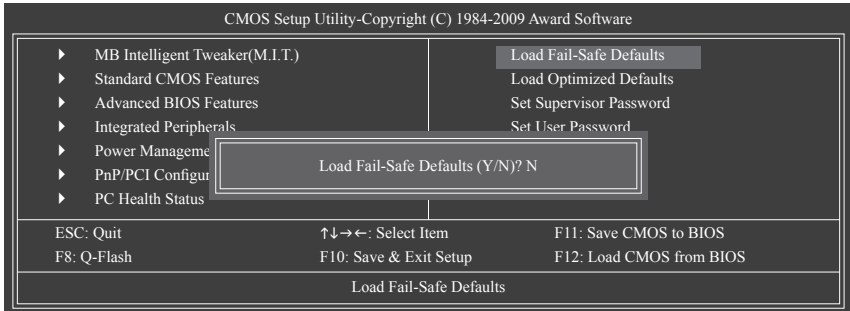 CMOS Setup Utility-Copyright (C) 1984-2009 Award Software
MB Intelligent Tweaker(M.I.T.)
Standard CMOS Features
Advanced BIOS Features
Integrated Peripherals
Power
PnP/PCI
PC Health Status
Load Fail-Safe Defaults
Load Optimized Defaults
Set Supervisor Password
Set User Password
Load Fail-Safe Defaults (Y/N)? N
ESC: Quit ↑↓→←: Select Item F11: Save CMOS to BIOS
F8: Q-Flash F10: Save & Exit Setup F12: Load CMOS from BIOS
Load Fail-Safe Defaults